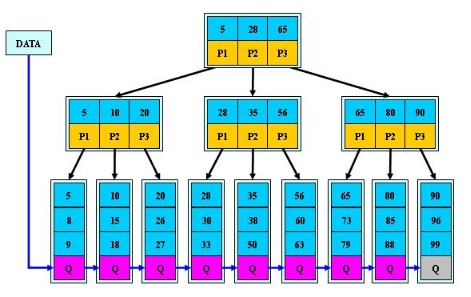 5 28 65
P1 P2 P3
DATA
5 10 20 28 35 56 65 80 90
P1 P2 P3 P1 P2 P3 P1 P2 P3
5 10 20 28 35 56 65 80 90
8 15 26 30 38 60 73 85 96
9 18 27 33 50 63 79 88 99
Q Q Q Q Q Q Q Q Q